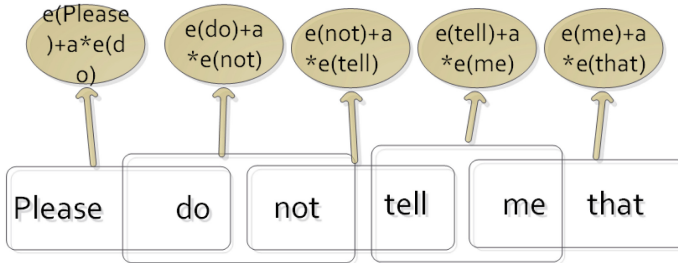 e(Please
)+a*e(d
o)
e(do)+a
*e(not)
e(not)+a
*e(tell)
e(tell)+a
*e(me)
e(me)+a
*e(that)
Please do not tell me that